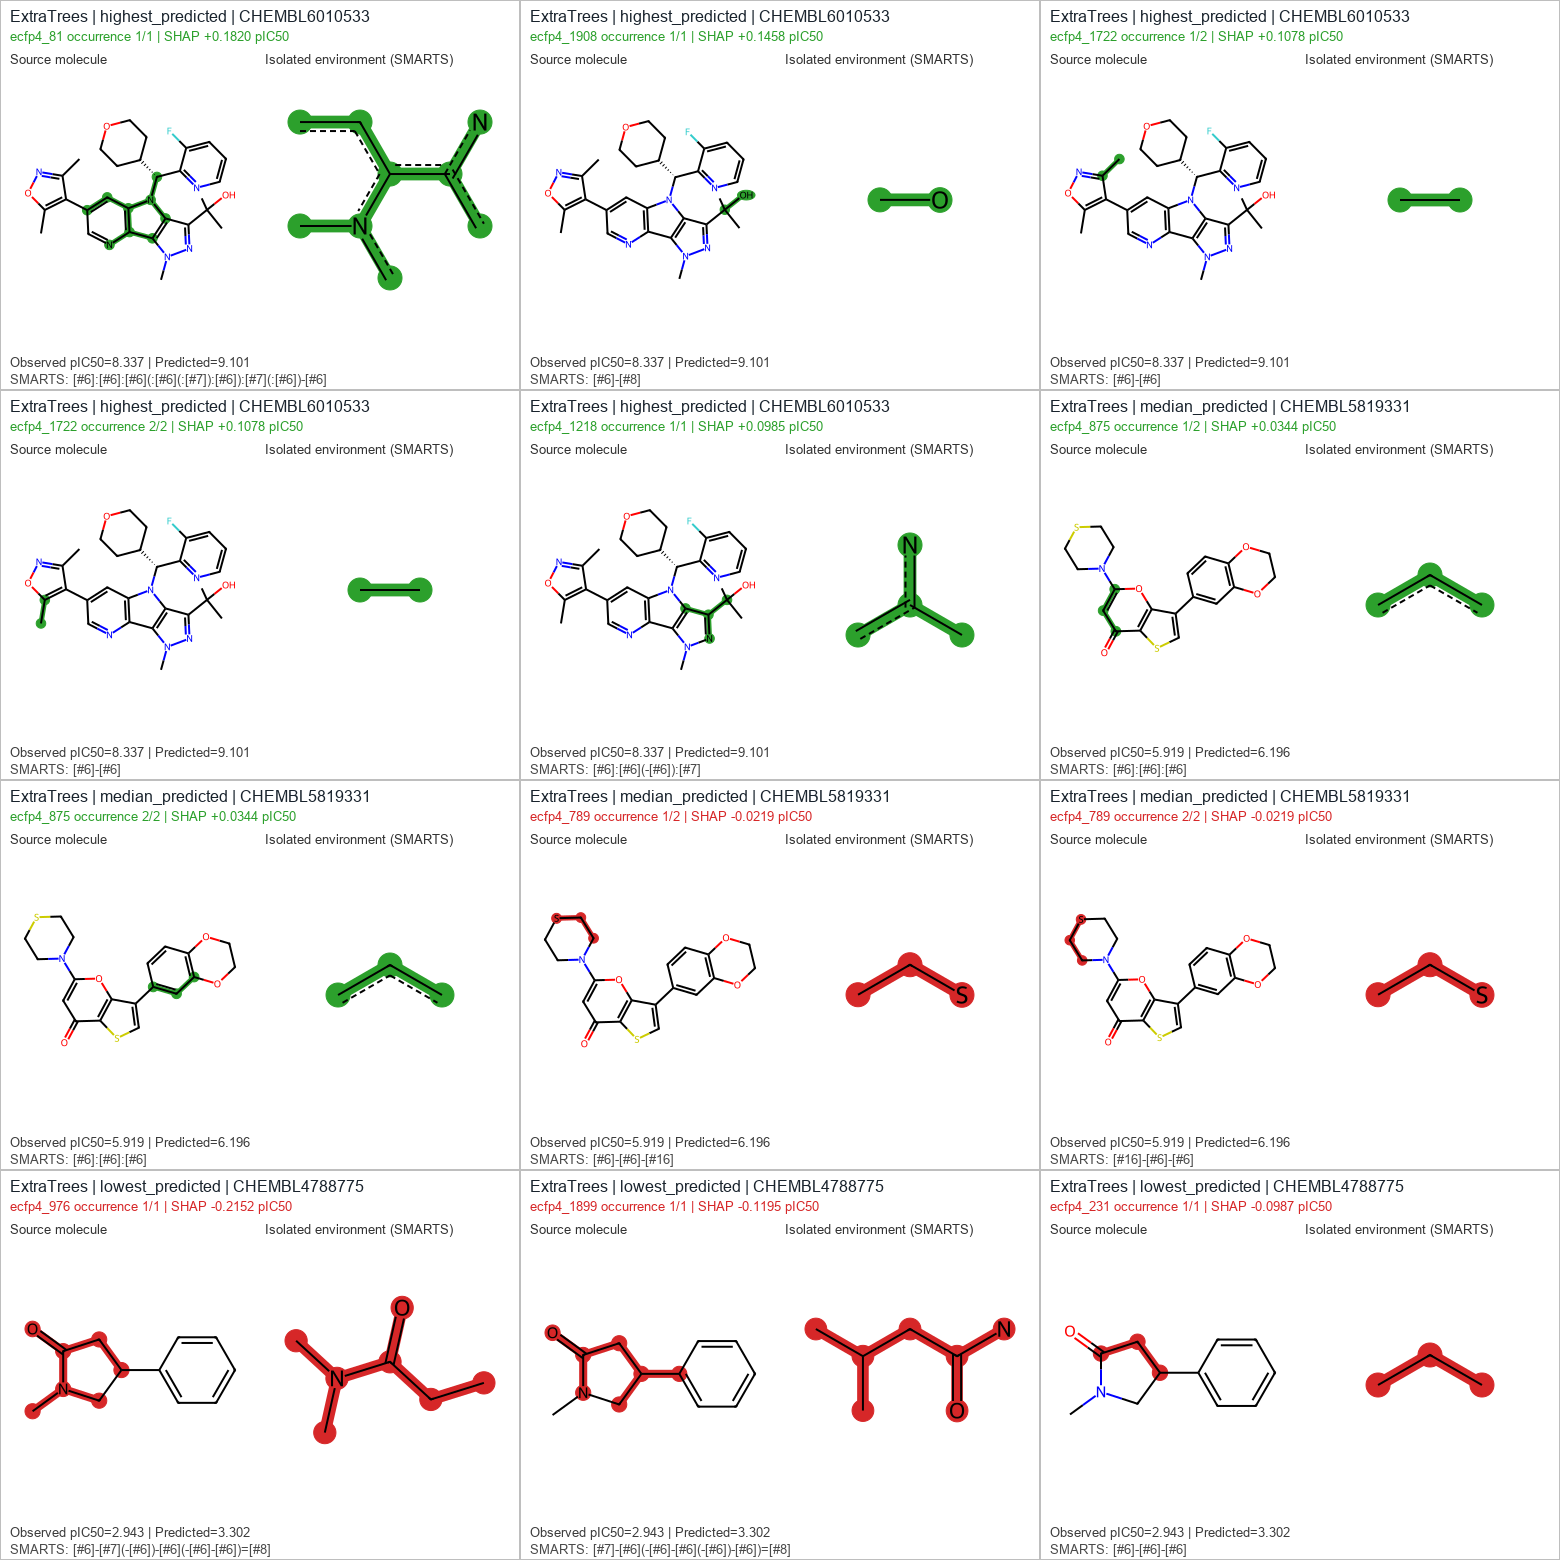 ExtraTrees | highest_predicted | CHEMBL6010533
ecfp4_81 occurrence 1/1 | SHAP +0.1820 pIC50
Source molecule
Isolated environment (SMARTS)
O
F
N
N
O
N
N
OH
N
N
N
N
N
Observed pIC50=8.337 | Predicted=9.101
SMARTS: [#6]:[#6]:[#6](:[#6](:[#7]):[#6]):[#7](:[#6])-[#6]
ExtraTrees | highest_predicted | CHEMBL6010533
ecfp4_1908 occurrence 1/1 | SHAP +0.1458 pIC50
Source molecule
Isolated environment (SMARTS)
O
F
N
N
O
N
OH
N
N
N
O
Observed pIC50=8.337 | Predicted=9.101
SMARTS: [#6]-[#8]
ExtraTrees | highest_predicted | CHEMBL6010533
ecfp4_1722 occurrence 1/2 | SHAP +0.1078 pIC50
Source molecule
Isolated environment (SMARTS)
O
F
N
N
O
N
OH
N
N
N
Observed pIC50=8.337 | Predicted=9.101
SMARTS: [#6]-[#6]
ExtraTrees | highest_predicted | CHEMBL6010533
ecfp4_1722 occurrence 2/2 | SHAP +0.1078 pIC50
Source molecule
Isolated environment (SMARTS)
O
F
N
N
O
N
OH
N
N
N
Observed pIC50=8.337 | Predicted=9.101
SMARTS: [#6]-[#6]
ExtraTrees | highest_predicted | CHEMBL6010533
ecfp4_1218 occurrence 1/1 | SHAP +0.0985 pIC50
Source molecule
Isolated environment (SMARTS)
O
F
N
N
O
N
OH
N
N
N
N
Observed pIC50=8.337 | Predicted=9.101
SMARTS: [#6]:[#6](-[#6]):[#7]
ExtraTrees | median_predicted | CHEMBL5819331
ecfp4_875 occurrence 1/2 | SHAP +0.0344 pIC50
Source molecule
Isolated environment (SMARTS)
S
N
O
O
O
O
S
Observed pIC50=5.919 | Predicted=6.196
SMARTS: [#6]:[#6]:[#6]
ExtraTrees | median_predicted | CHEMBL5819331
ecfp4_875 occurrence 2/2 | SHAP +0.0344 pIC50
Source molecule
Isolated environment (SMARTS)
S
N
O
O
O
O
S
Observed pIC50=5.919 | Predicted=6.196
SMARTS: [#6]:[#6]:[#6]
ExtraTrees | median_predicted | CHEMBL5819331
ecfp4_789 occurrence 1/2 | SHAP -0.0219 pIC50
Source molecule
Isolated environment (SMARTS)
S
N
O
O
O
O
S
S
Observed pIC50=5.919 | Predicted=6.196
SMARTS: [#6]-[#6]-[#16]
ExtraTrees | median_predicted | CHEMBL5819331
ecfp4_789 occurrence 2/2 | SHAP -0.0219 pIC50
Source molecule
Isolated environment (SMARTS)
S
N
O
O
O
O
S
S
Observed pIC50=5.919 | Predicted=6.196
SMARTS: [#16]-[#6]-[#6]
ExtraTrees | lowest_predicted | CHEMBL4788775
ecfp4_976 occurrence 1/1 | SHAP -0.2152 pIC50
Source molecule
Isolated environment (SMARTS)
O
N
O
N
Observed pIC50=2.943 | Predicted=3.302
SMARTS: [#6]-[#7](-[#6])-[#6](-[#6]-[#6])=[#8]
ExtraTrees | lowest_predicted | CHEMBL4788775
ecfp4_1899 occurrence 1/1 | SHAP -0.1195 pIC50
Source molecule
Isolated environment (SMARTS)
O
N
N
O
Observed pIC50=2.943 | Predicted=3.302
SMARTS: [#7]-[#6](-[#6]-[#6](-[#6])-[#6])=[#8]
ExtraTrees | lowest_predicted | CHEMBL4788775
ecfp4_231 occurrence 1/1 | SHAP -0.0987 pIC50
Source molecule
Isolated environment (SMARTS)
O
N
Observed pIC50=2.943 | Predicted=3.302
SMARTS: [#6]-[#6]-[#6]